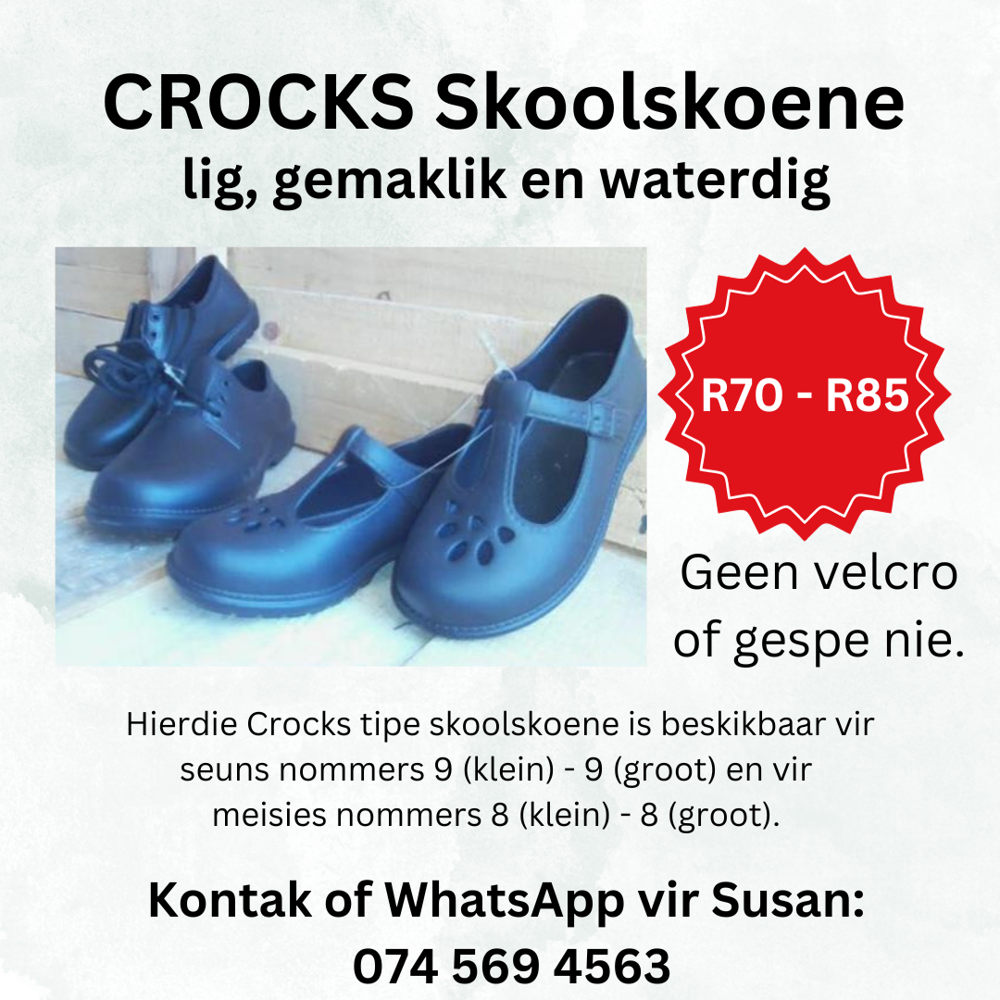 CROCKS Skoolskoene
lig, gemaklik en waterdig
R70 - R85
Geen velcro
of gespe nie.
Hierdie Crocks tipe skoolskoene is beskikbaar vir
seuns nommers 9 (klein) - 9 (groot) en vir
meisies nommers 8 (klein) - 8 (groot).
Kontak of WhatsApp vir Susan:
074 569 4563